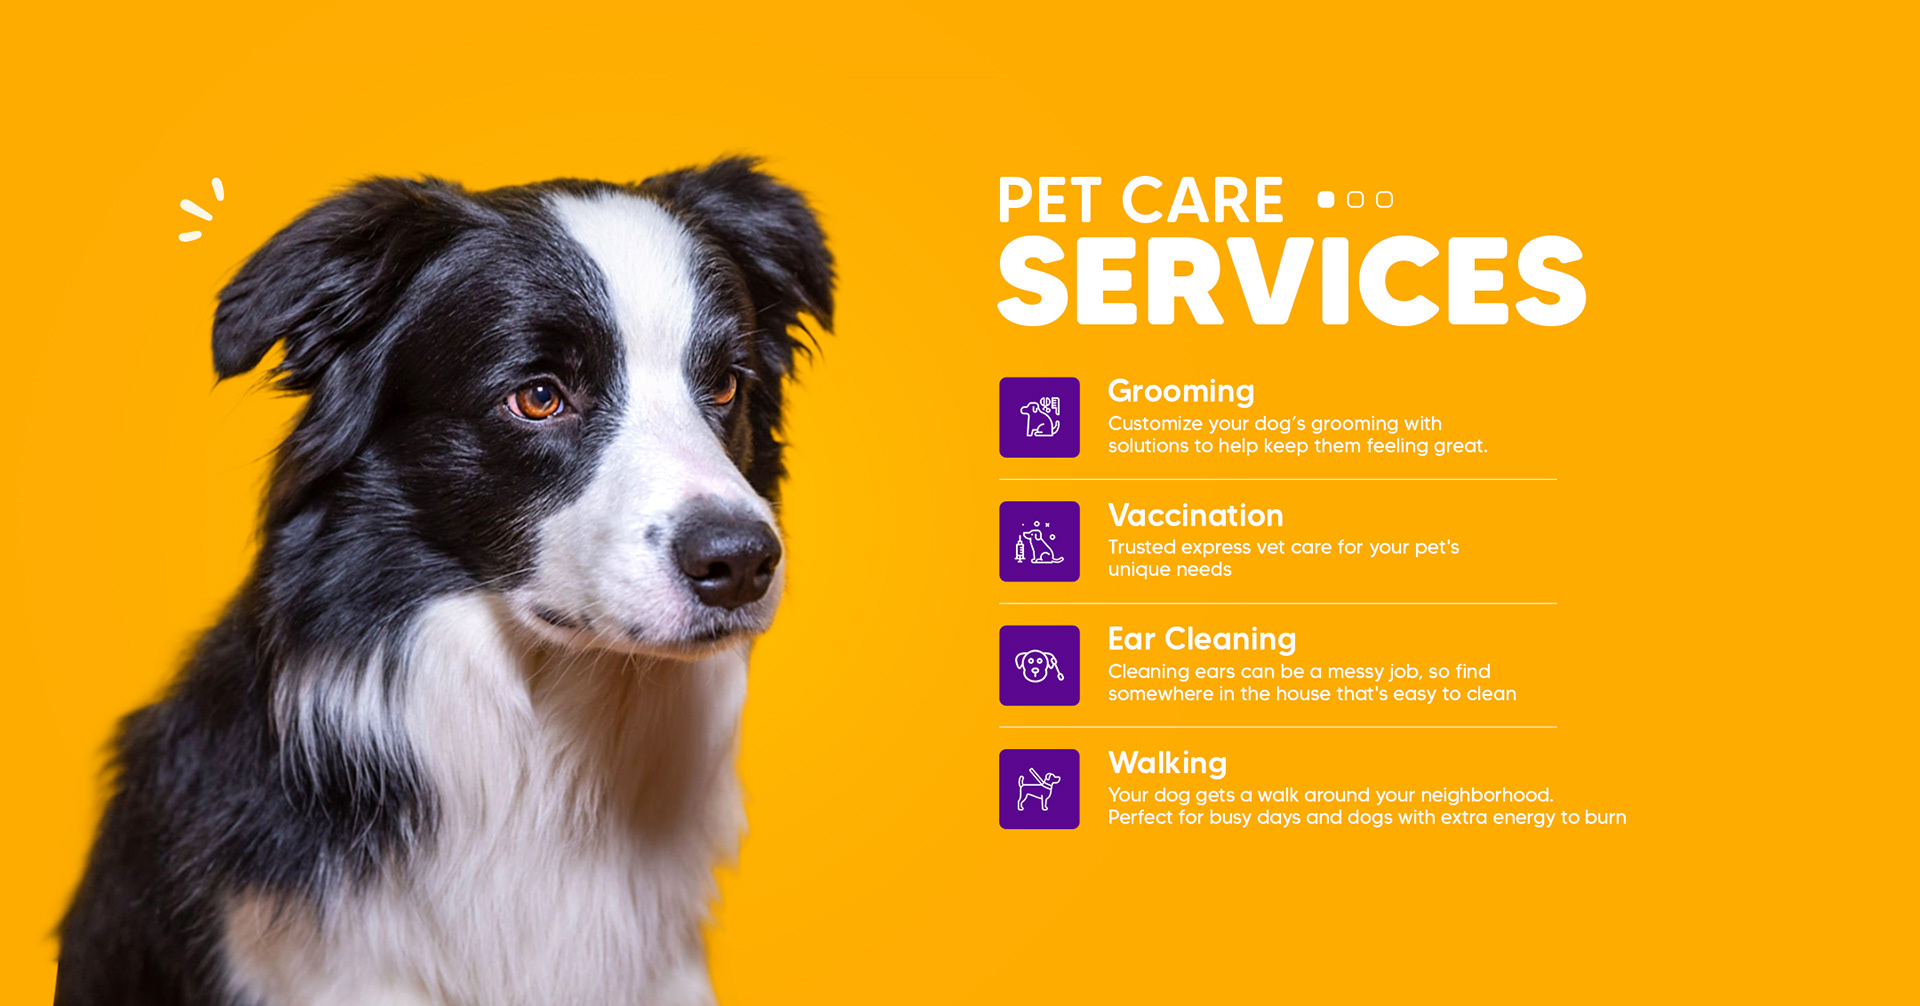 PET CARE
SERVICES
Grooming
Customize your dog’s grooming with
solutions to help keep them feeling great.
Vaccination
Trusted express vet care for your pet's
unique needs
Ear Cleaning
Cleaning ears can be a messy job, so find
somewhere in the house that's easy to clean
Walking
Your dog gets a walk around your neighborhood.
Perfect for busy days and dogs with extra energy to burn